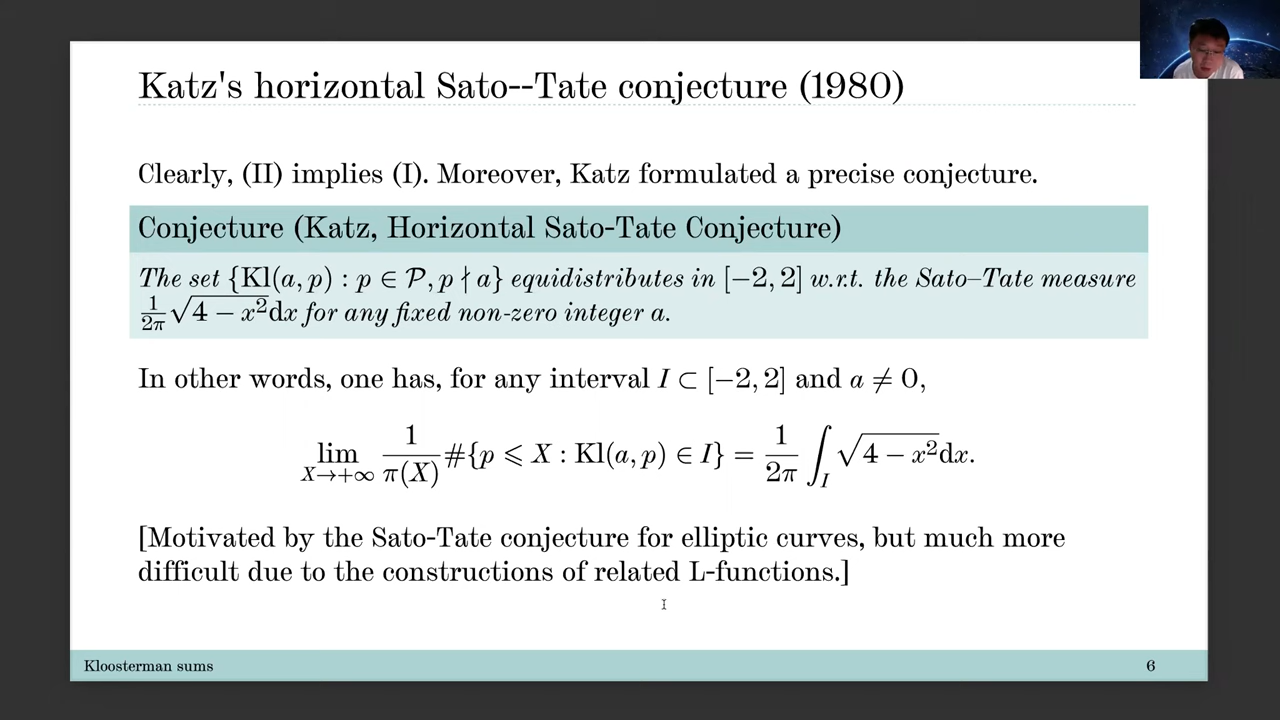 Katz's horizontal Sato--Tate conjecture (1980)
Clearly, (II) implies (I). Moreover, Katz formulated a precise conjecture.
Conjecture (Katz, Horizontal Sato-Tate Conjecture)
The set {Kl(a, p) : p ∈ 𝒫, p ∤ a} equidistributes in [−2, 2] w.r.t. the Sato–Tate measure
1/2π √4 − x² dx for any fixed non-zero integer a.
In other words, one has, for any interval I ⊂ [−2, 2] and a ≠ 0,
lim X→+∞ 1/π(X) #{p ⩽ X : Kl(a, p) ∈ I} = 1/2π ∫_I √4 − x² dx.
[Motivated by the Sato-Tate conjecture for elliptic curves, but much more
difficult due to the constructions of related L-functions.]
Kloosterman sums 6